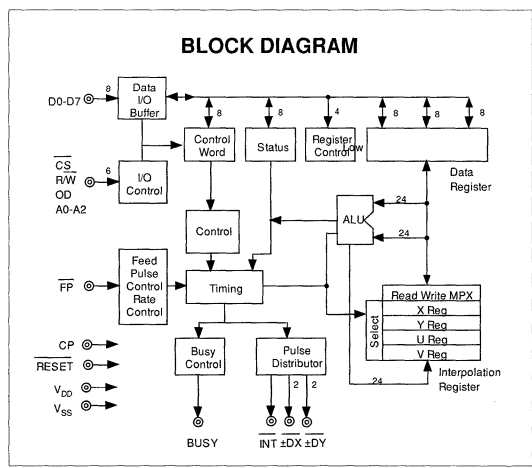 BLOCK DIAGRAM
D0-D7
8
Data
I/O
Buffer
8
8
4
8
8
8
Control
Word
Status
Register
Control
Low
Data
Register
CS
R/W
OD
A0-A2
6
I/O
Control
24
ALU
24
Control
FP
Feed
Pulse
Control
Rate
Control
Timing
Read Write MPX
Select
X Reg
Y Reg
U Reg
V Reg
Interpolation
Register
24
CP
RESET
VDD
VSS
Busy
Control
Pulse
Distributor
2
2
BUSY
INT
±DX
±DY